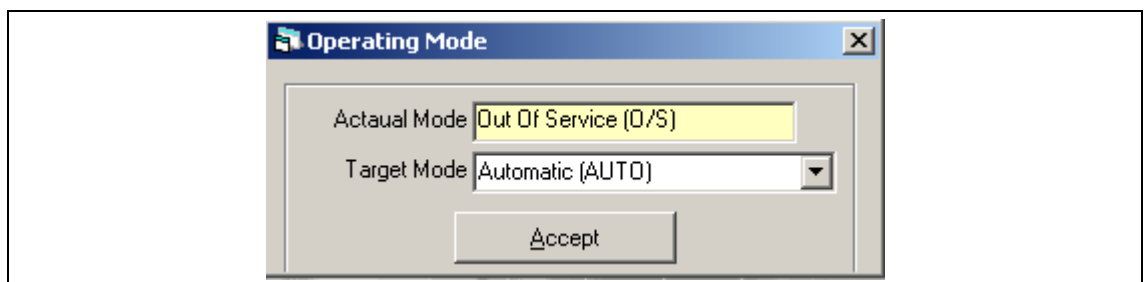 Operating Mode
Actaual Mode Out Of Service (O/S)
Target Mode Automatic (AUTO)
Accept